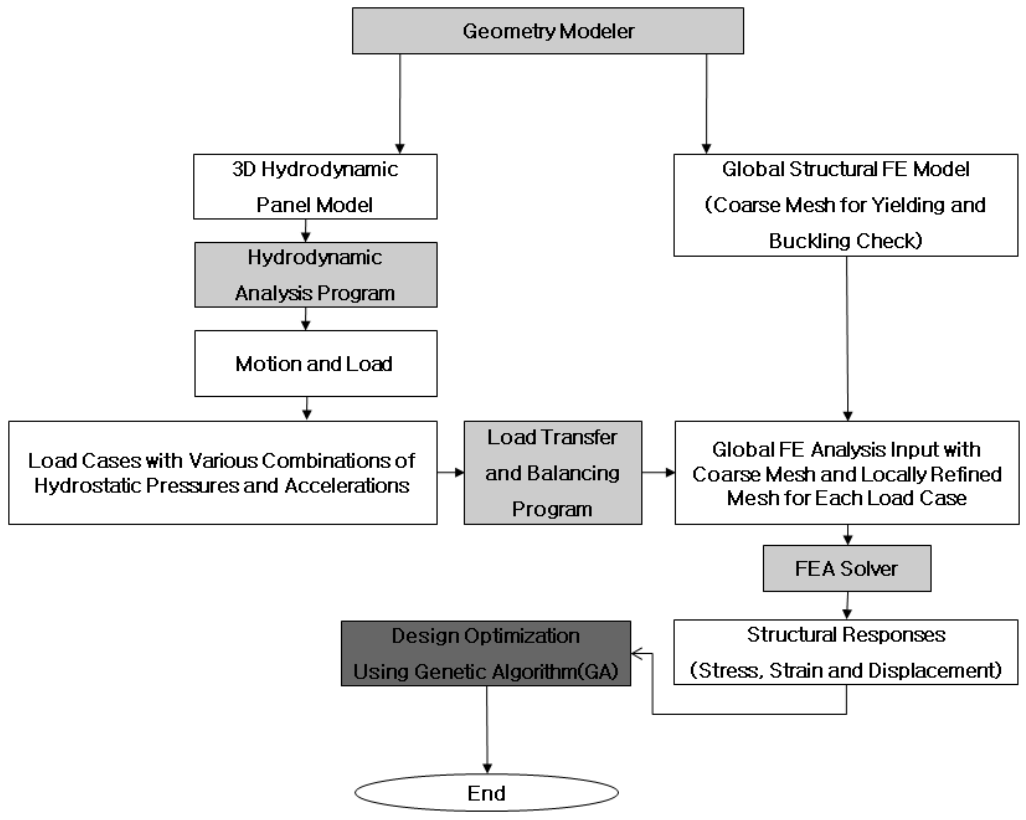 Geometry Modeler
3D Hydrodynamic
Panel Model
Global Structural FE Model
(Coarse Mesh for Yielding and
Buckling Check)
Hydrodynamic
Analysis Program
Motion and Load
Load Cases with Various Combinations of
Hydrostatic Pressures and Accelerations
Load Transfer
and Balancing
Program
Global FE Analysis Input with
Coarse Mesh and Locally Refined
Mesh for Each Load Case
FEA Solver
Structural Responses
(Stress, Strain and Displacement)
Design Optimization
Using Genetic Algorithm(GA)
End